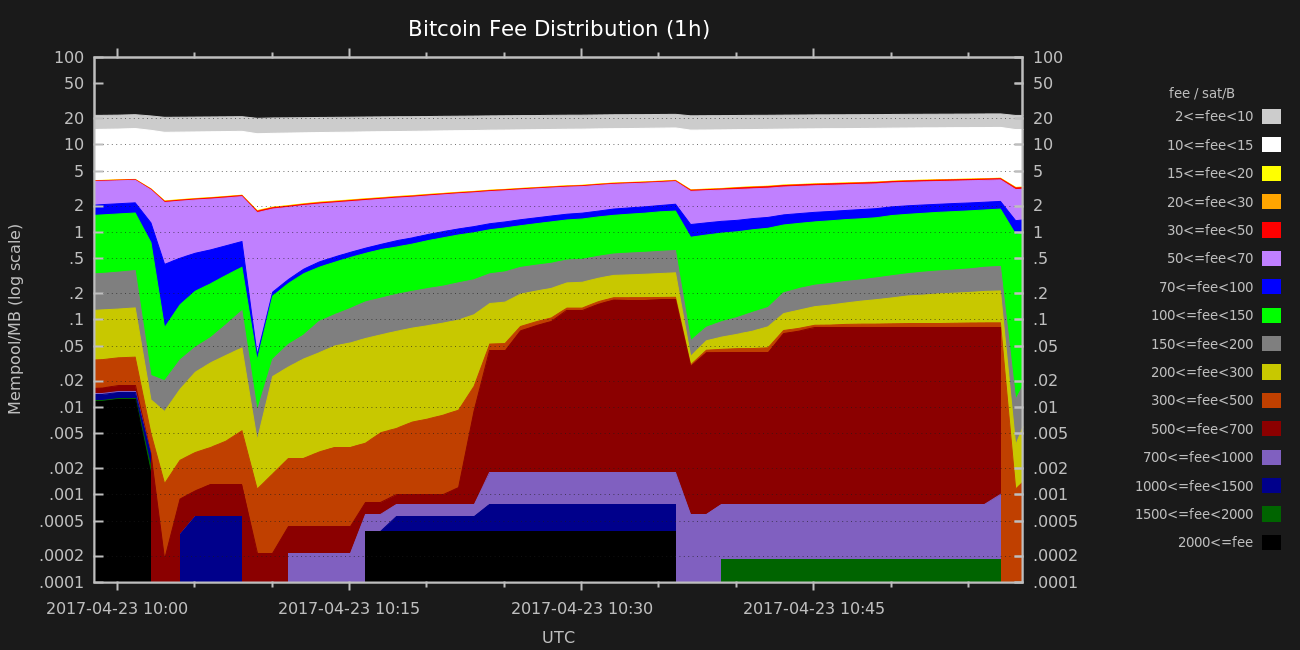 Bitcoin Fee Distribution (1h)
100
50
20
10
5
2
1
.5
.2
.1
.05
.02
.01
.005
.002
.001
.0005
.0002
.0001
Mempool/MB (log scale)
100
50
20
10
5
2
1
.5
.2
.1
.05
.02
.01
.005
.002
.001
.0005
.0002
.0001
fee / sat/B
2<=fee<10
10<=fee<15
15<=fee<20
20<=fee<30
30<=fee<50
50<=fee<70
70<=fee<100
100<=fee<150
150<=fee<200
200<=fee<300
300<=fee<500
500<=fee<700
700<=fee<1000
1000<=fee<1500
1500<=fee<2000
2000<=fee
2017-04-23 10:00
2017-04-23 10:15
2017-04-23 10:30
2017-04-23 10:45
UTC